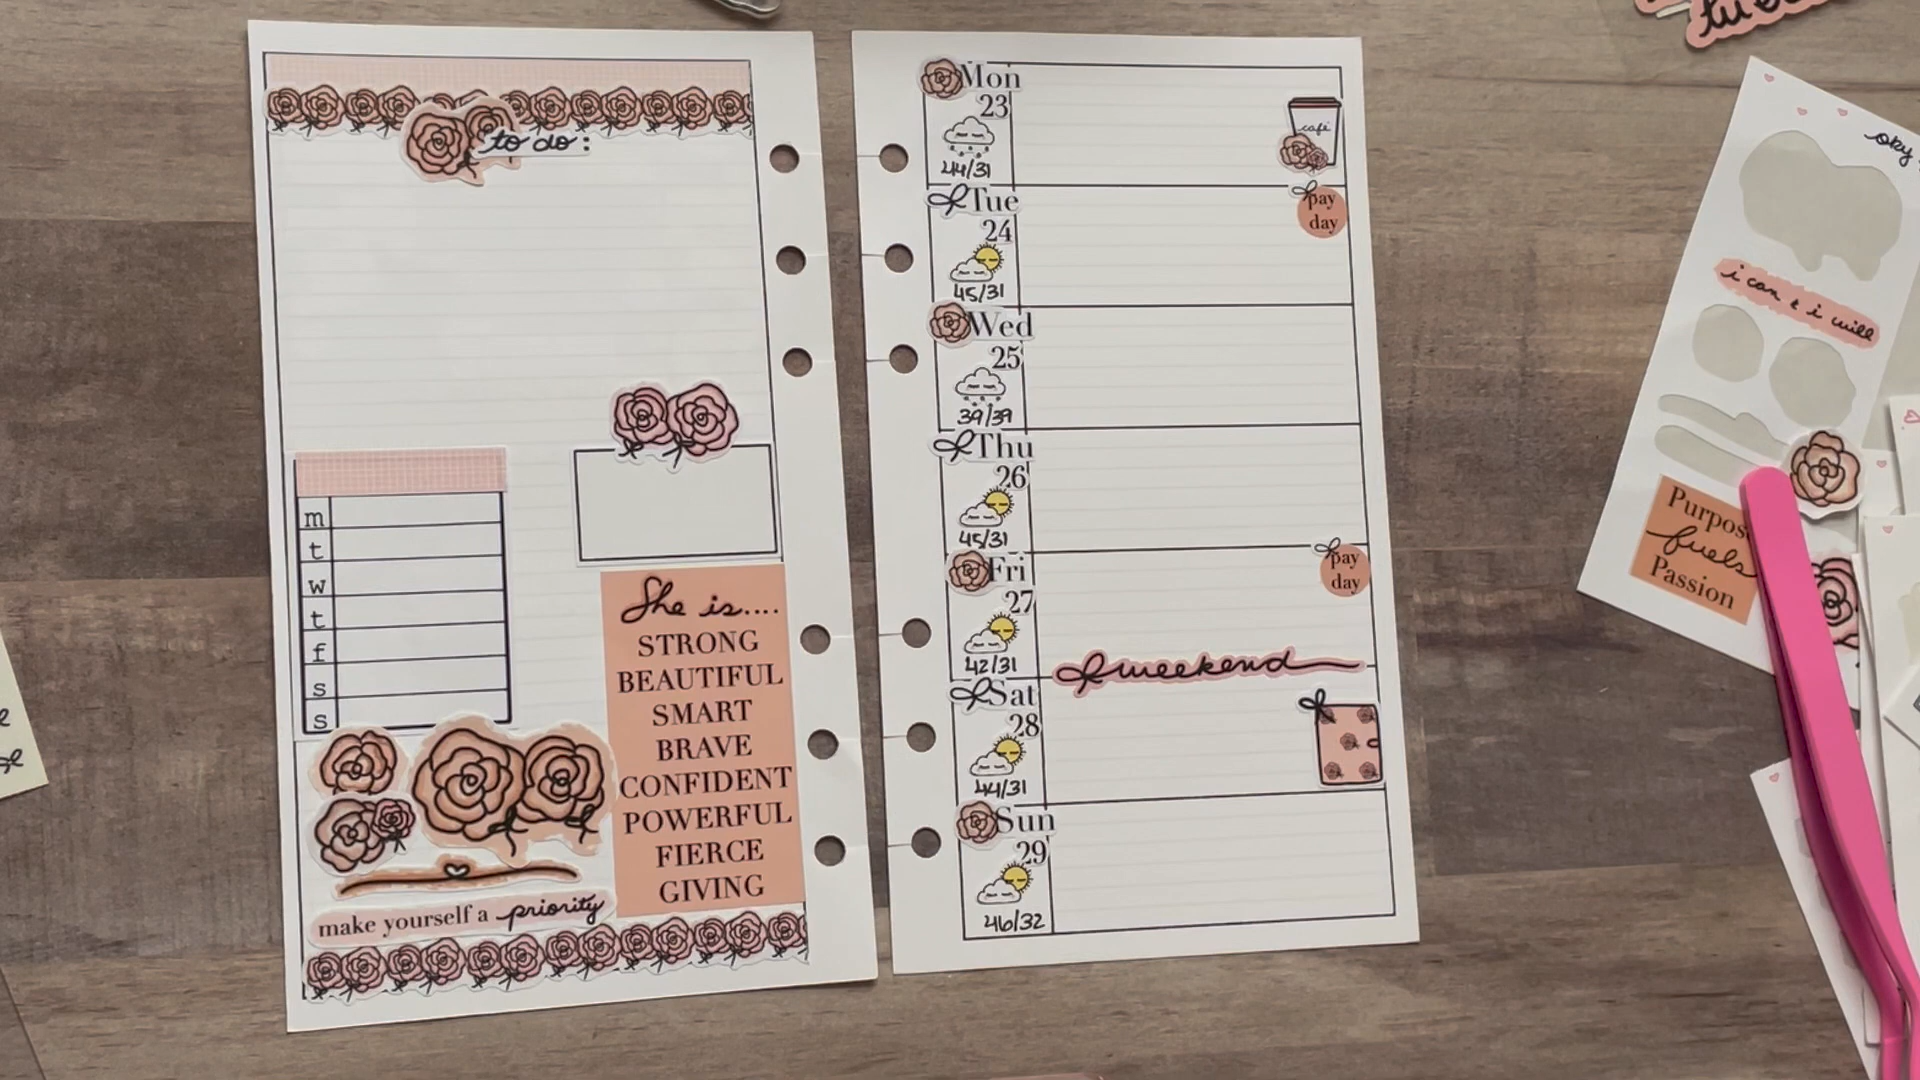 to do:
m
t
w
t
f
s
s
She is....
STRONG
BEAUTIFUL
SMART
BRAVE
CONFIDENT
POWERFUL
FIERCE
GIVING
make yourself a priority
Mon
23
44/31
café
Tue
24
45/31
pay
day
Wed
25
39/39
Thu
26
45/31
Fri
27
42/31
pay
day
weekend
Sat
28
44/31
Sun
29
46/32
i can & i will
Purpose
fuels
Passion